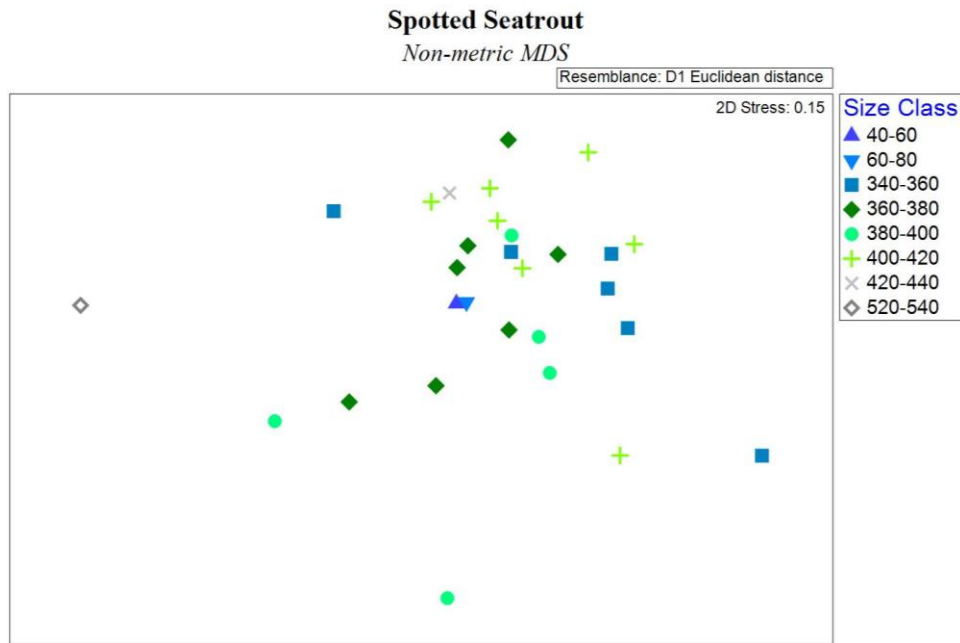 Spotted Seatrout
Non-metric MDS
Resemblance: D1 Euclidean distance
2D Stress: 0.15
Size Class
40-60
60-80
340-360
360-380
380-400
400-420
420-440
520-540